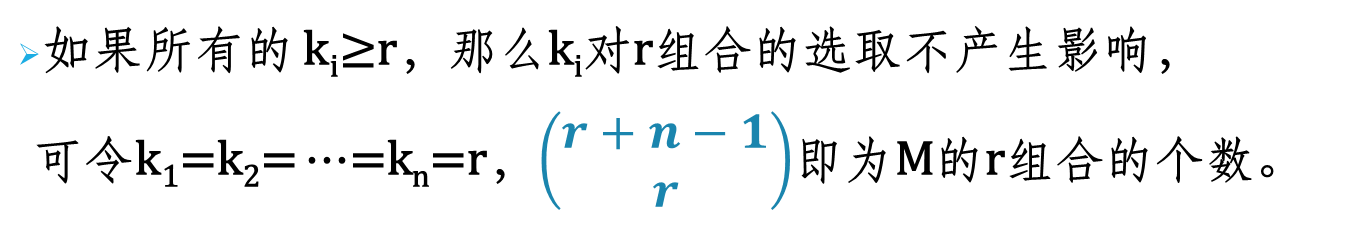 ➢如果所有的 kᵢ≥r，那么kᵢ对r组合的选取不产生影响，
可令k₁=k₂= ⋯=kₙ=r，$\binom{r+n-1}{r}$即为M的r组合的个数。